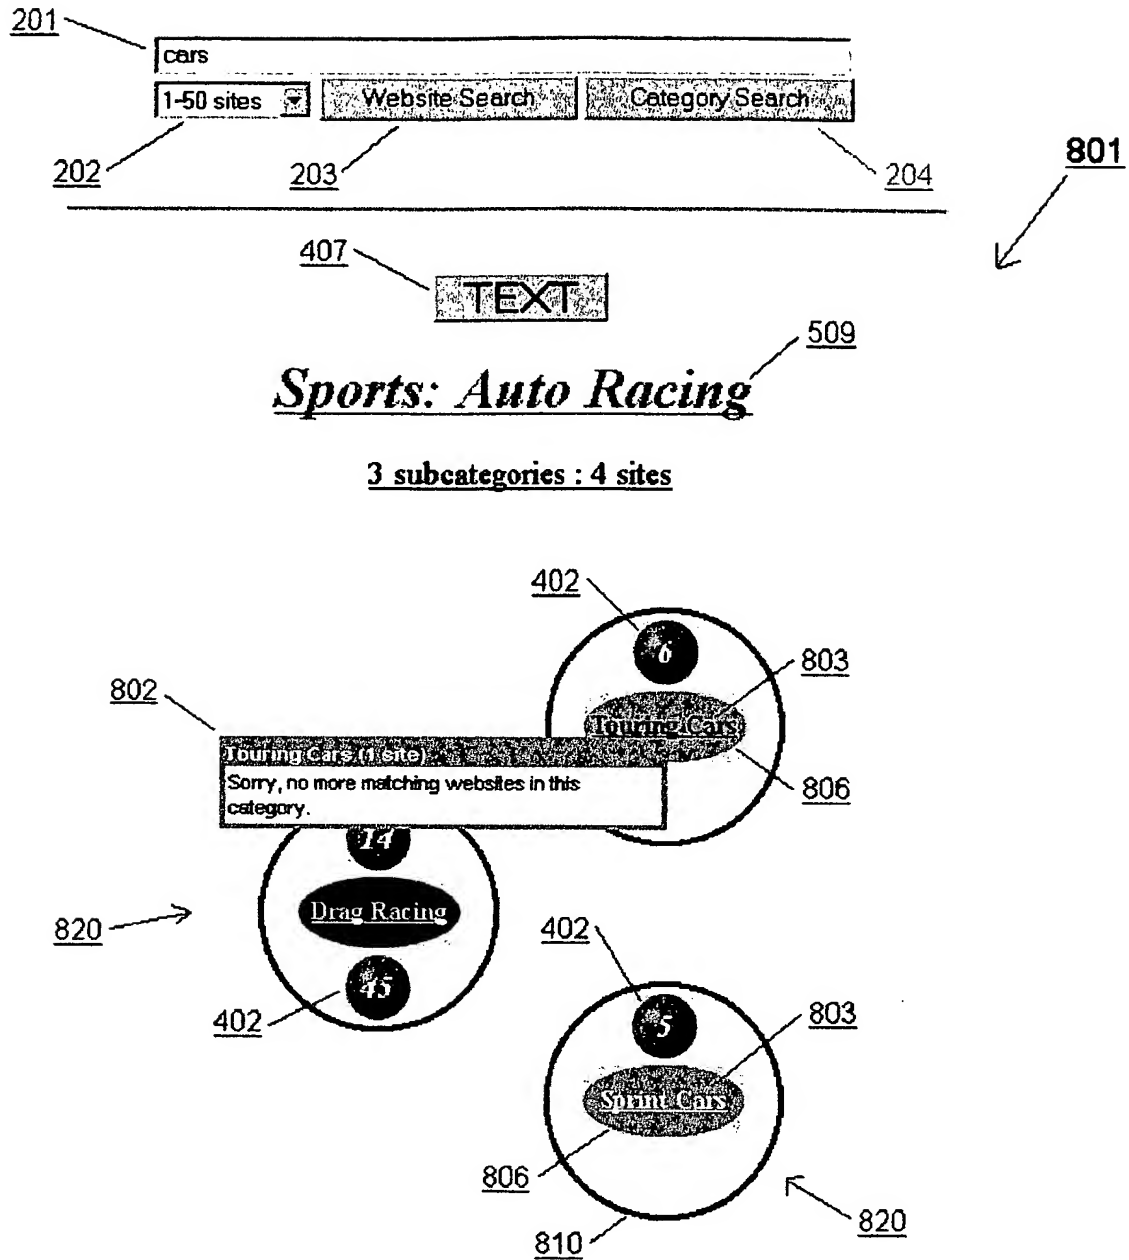 201
cars
1-50 sites Website Search Category Search
202 203 204
801
407
TEXT
509
Sports: Auto Racing
3 subcategories : 4 sites
402
6
803
802
Touring Cars
Touring Cars (1 site)
806
Sorry, no more matching websites in this
category.
14
Drag Racing
820
402
45
402
5
803
Sprint Cars
806
820
810